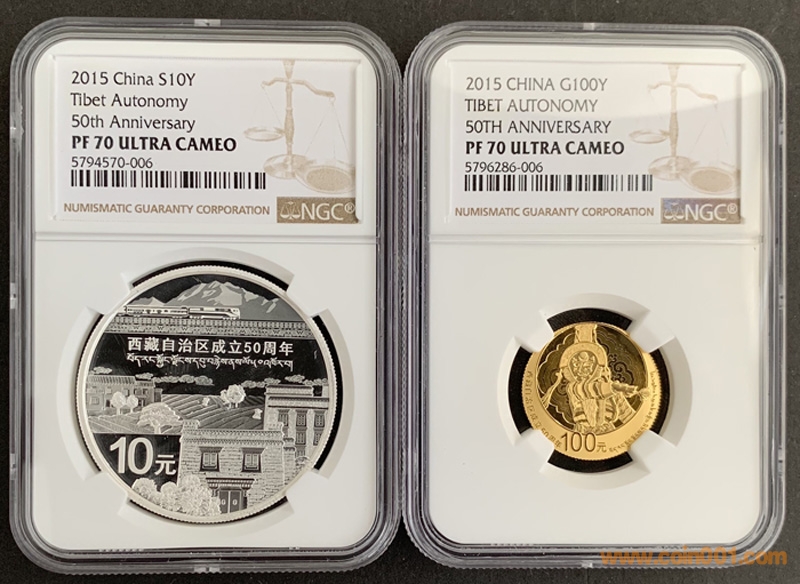 2015 China S10Y
Tibet Autonomy
50th Anniversary
PF 70 ULTRA CAMEO
5794570-006
NUMISMATIC GUARANTY CORPORATION
NGC®
西藏自治区成立50周年
10元
2015 CHINA G100Y
TIBET AUTONOMY
50TH ANNIVERSARY
PF 70 ULTRA CAMEO
5796286-006
NUMISMATIC GUARANTY CORPORATION
NGC®
100元
www.coin001.com